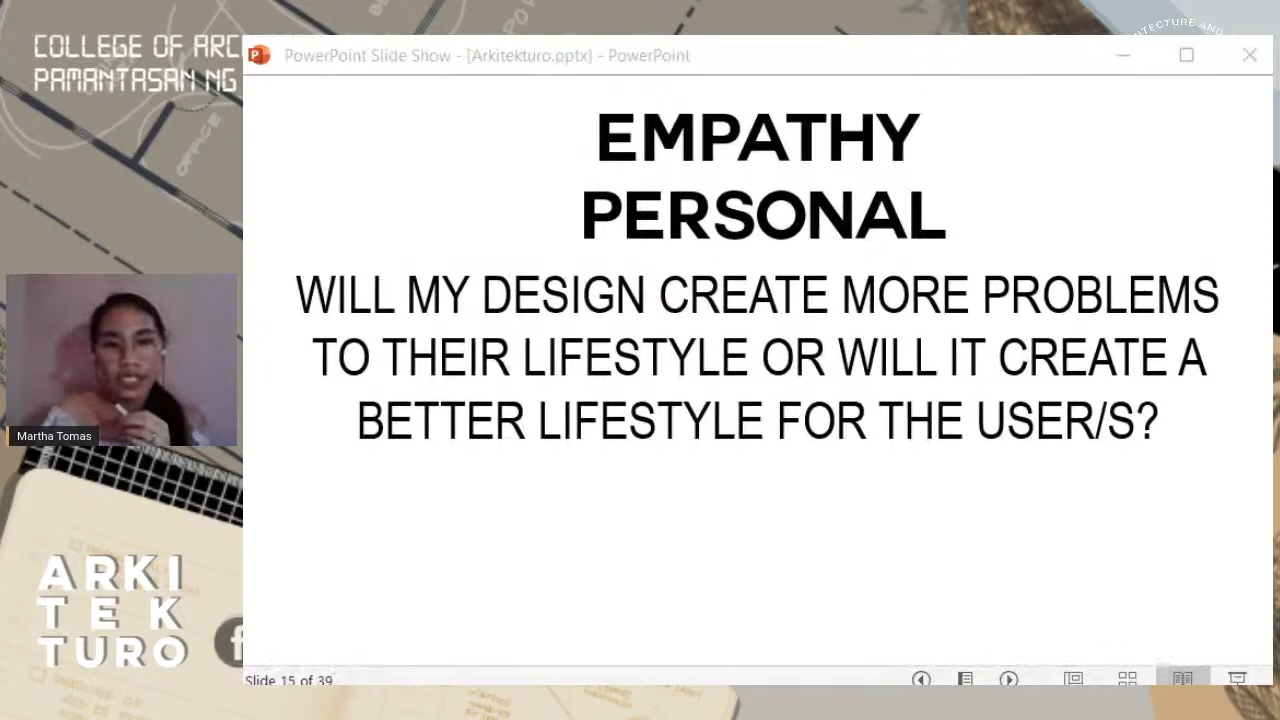 COLLEGE OF ARC
PAMANTASAN NG
PowerPoint Slide Show - [Arkitekturo.pptx] - PowerPoint
EMPATHY
PERSONAL
WILL MY DESIGN CREATE MORE PROBLEMS
TO THEIR LIFESTYLE OR WILL IT CREATE A
BETTER LIFESTYLE FOR THE USER/S?
Martha Tomas
ARKI
TEK
TURO
Slide 15 of 39
OFFICE